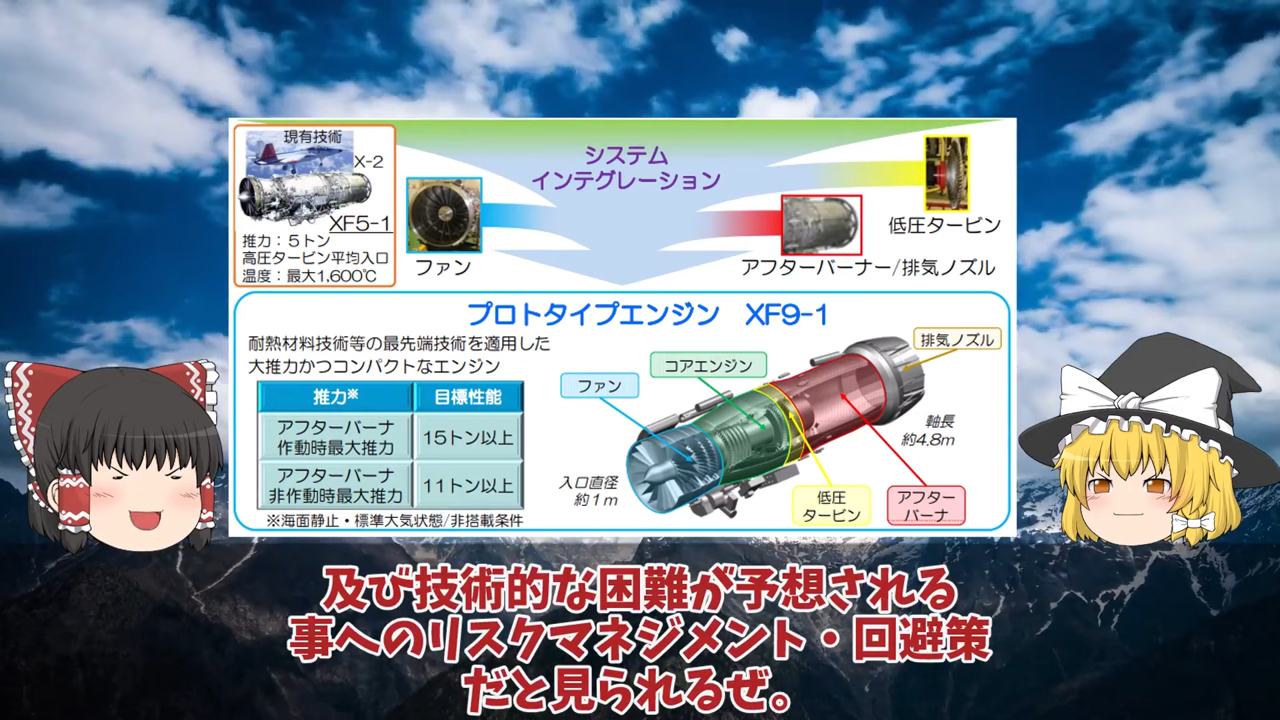 現有技術
X-2
XF5-1
推力：５トン
高圧タービン平均入口
温度：最大1,600℃
ファン
システム
インテグレーション
低圧タービン
アフターバーナー/排気ノズル
プロトタイプエンジン　XF9-1
耐熱材料技術等の最先端技術を適用した
大推力かつコンパクトなエンジン
推力※
目標性能
アフターバーナ
作動時最大推力
15トン以上
アフターバーナ
非作動時最大推力
11トン以上
※海面静止・標準大気状態/非搭載条件
ファン
コアエンジン
排気ノズル
軸長
約4.8m
入口直径
約１m
低圧
タービン
アフター
バーナ
及び技術的な困難が予想される
事へのリスクマネジメント・回避策
だと見られるぜ。